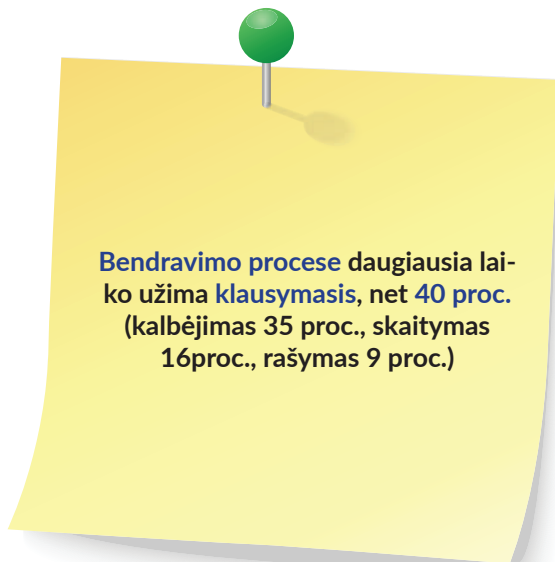 Bendravimo procese daugiausia lai-
ko užima klausymasis, net 40 proc.
(kalbėjimas 35 proc., skaitymas
16proc., rašymas 9 proc.)